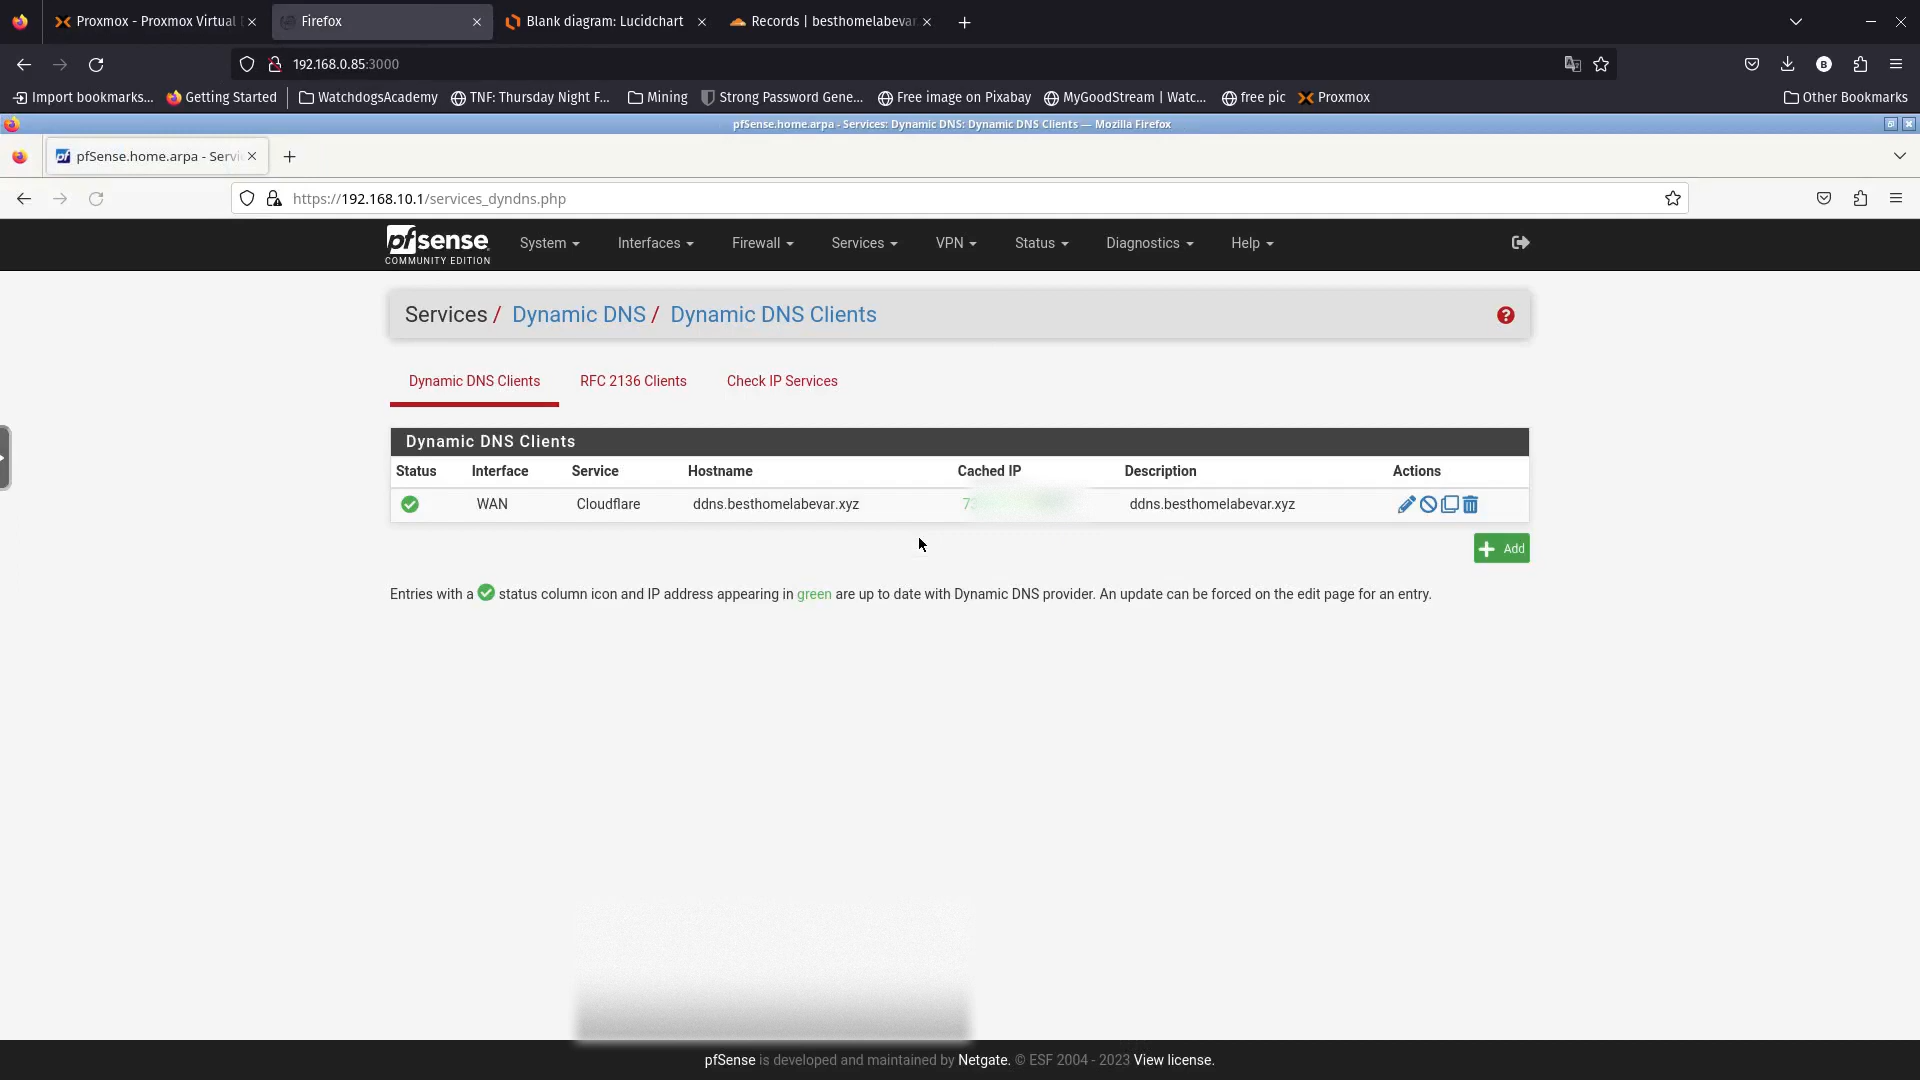 Proxmox - Proxmox Virtual
Firefox
Blank diagram: Lucidchart
Records | besthomelabevar.
192.168.0.85:3000
B
Import bookmarks...
Getting Started
WatchdogsAcademy
TNF: Thursday Night F...
Mining
Strong Password Gene...
Free image on Pixabay
MyGoodStream | Watc...
free pic
Proxmox
Other Bookmarks
pfSense.home.arpa - Services: Dynamic DNS: Dynamic DNS Clients — Mozilla Firefox
pf pfSense.home.arpa - Servi
https://192.168.10.1/services_dyndns.php
pfsense
COMMUNITY EDITION
System
Interfaces
Firewall
Services
VPN
Status
Diagnostics
Help
Services / Dynamic DNS / Dynamic DNS Clients
?
Dynamic DNS Clients
RFC 2136 Clients
Check IP Services
Dynamic DNS Clients
Status Interface Service Hostname Cached IP Description Actions
WAN Cloudflare ddns.besthomelabevar.xyz ddns.besthomelabevar.xyz
Add
Entries with a status column icon and IP address appearing in green are up to date with Dynamic DNS provider. An update can be forced on the edit page for an entry.
pfSense is developed and maintained by Netgate. © ESF 2004 - 2023 View license.